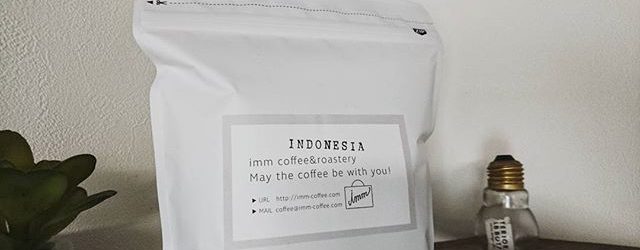 INDONESIA
imm coffee&roastery
May the coffee be with you!
▶ URL http://imm-coffee.com
▶ MAIL coffee@imm-coffee.com
imm